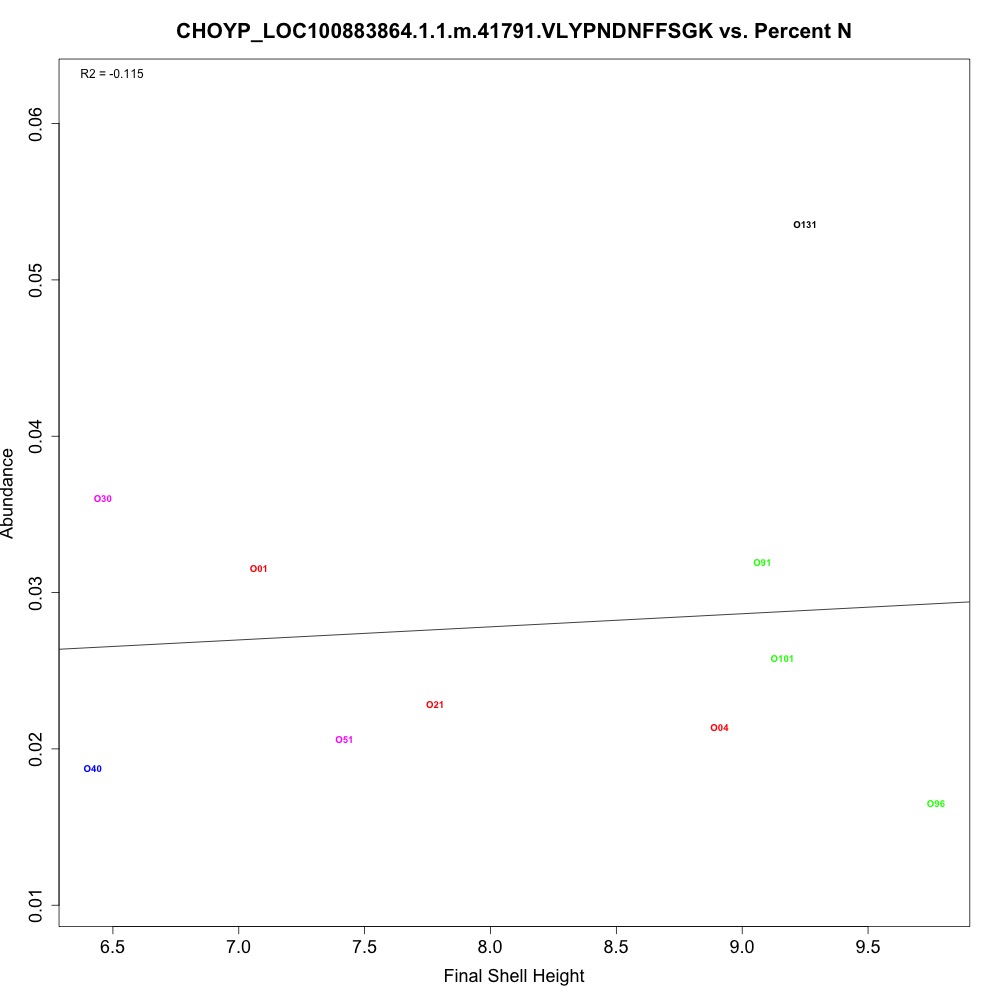 CHOYP_LOC100883864.1.1.m.41791.VLYPNDNFFSGK vs. Percent N
R2 = -0.115
0.06
O131
0.05
0.04
Abundance
O30
O01
O91
0.03
O101
O21
O04
O51
0.02
O40
O96
0.01
6.5 7.0 7.5 8.0 8.5 9.0 9.5
Final Shell Height